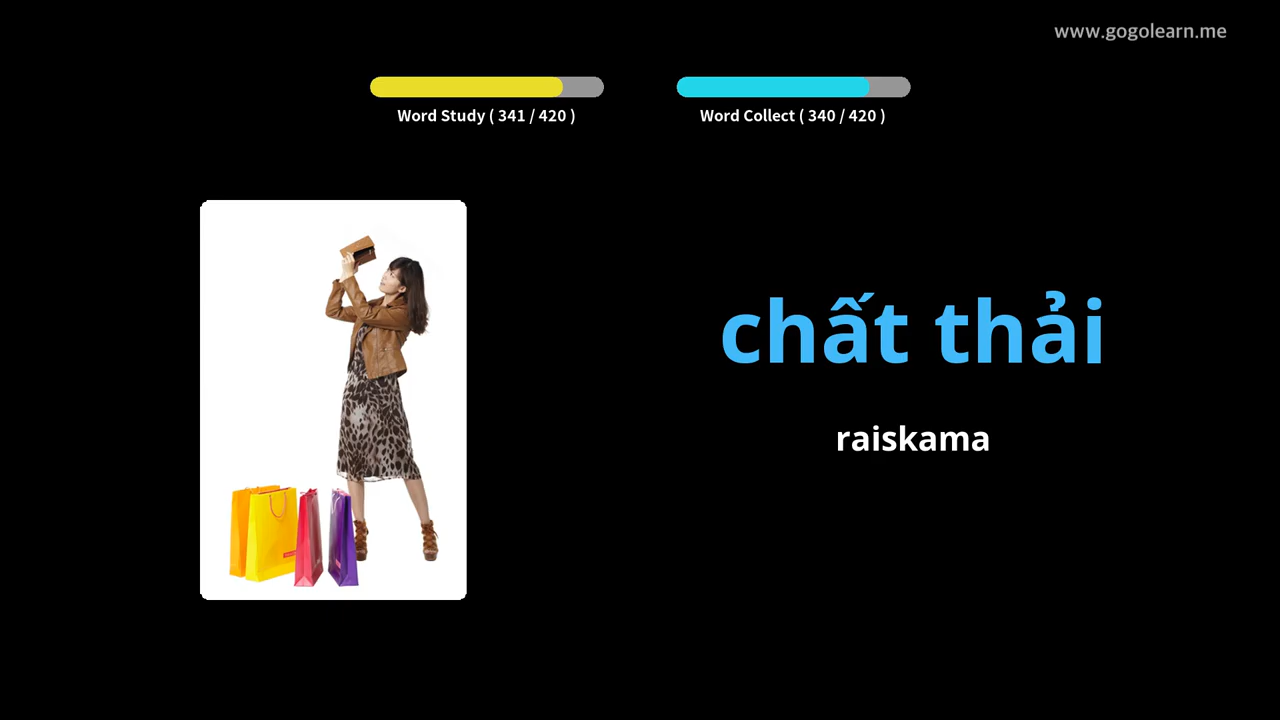 www.gogolearn.me
Word Study ( 341 / 420 )
Word Collect ( 340 / 420 )
chất thải
raiskama